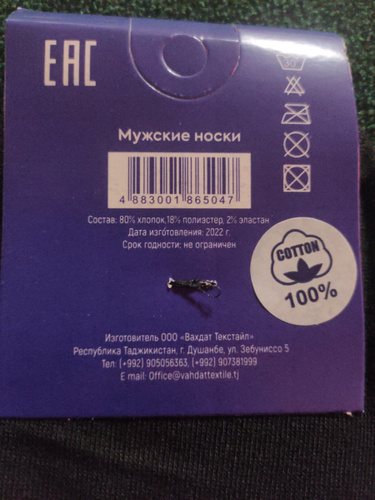 EAC
30°
Мужские носки
4 883001 865047
Состав: 80% хлопок,18% полиэстер, 2% эластан
Дата изготовления: 2022 г.
Срок годности: не ограничен
COTTON
100%
Изготовитель ООО «Вахдат Текстайл»
Республика Таджикистан, г. Душанбе, ул. Зебуниссо 5
Тел: (+992) 905056363, (+992) 907381999
E mail: Office@vahdattextile.tj